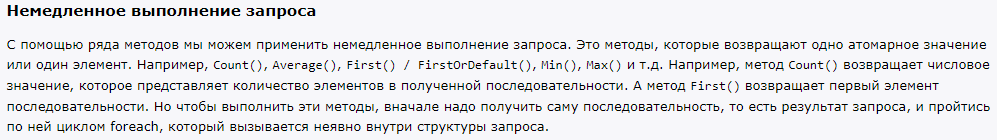 Немедленное выполнение запроса
С помощью ряда методов мы можем применить немедленное выполнение запроса. Это методы, которые возвращают одно атомарное значение
или один элемент. Например, Count(), Average(), First() / FirstOrDefault(), Min(), Max() и т.д. Например, метод Count() возвращает числовое
значение, которое представляет количество элементов в полученной последовательности. А метод First() возвращает первый элемент
последовательности. Но чтобы выполнить эти методы, вначале надо получить саму последовательность, то есть результат запроса, и пройтись
по ней циклом foreach, который вызывается неявно внутри структуры запроса.